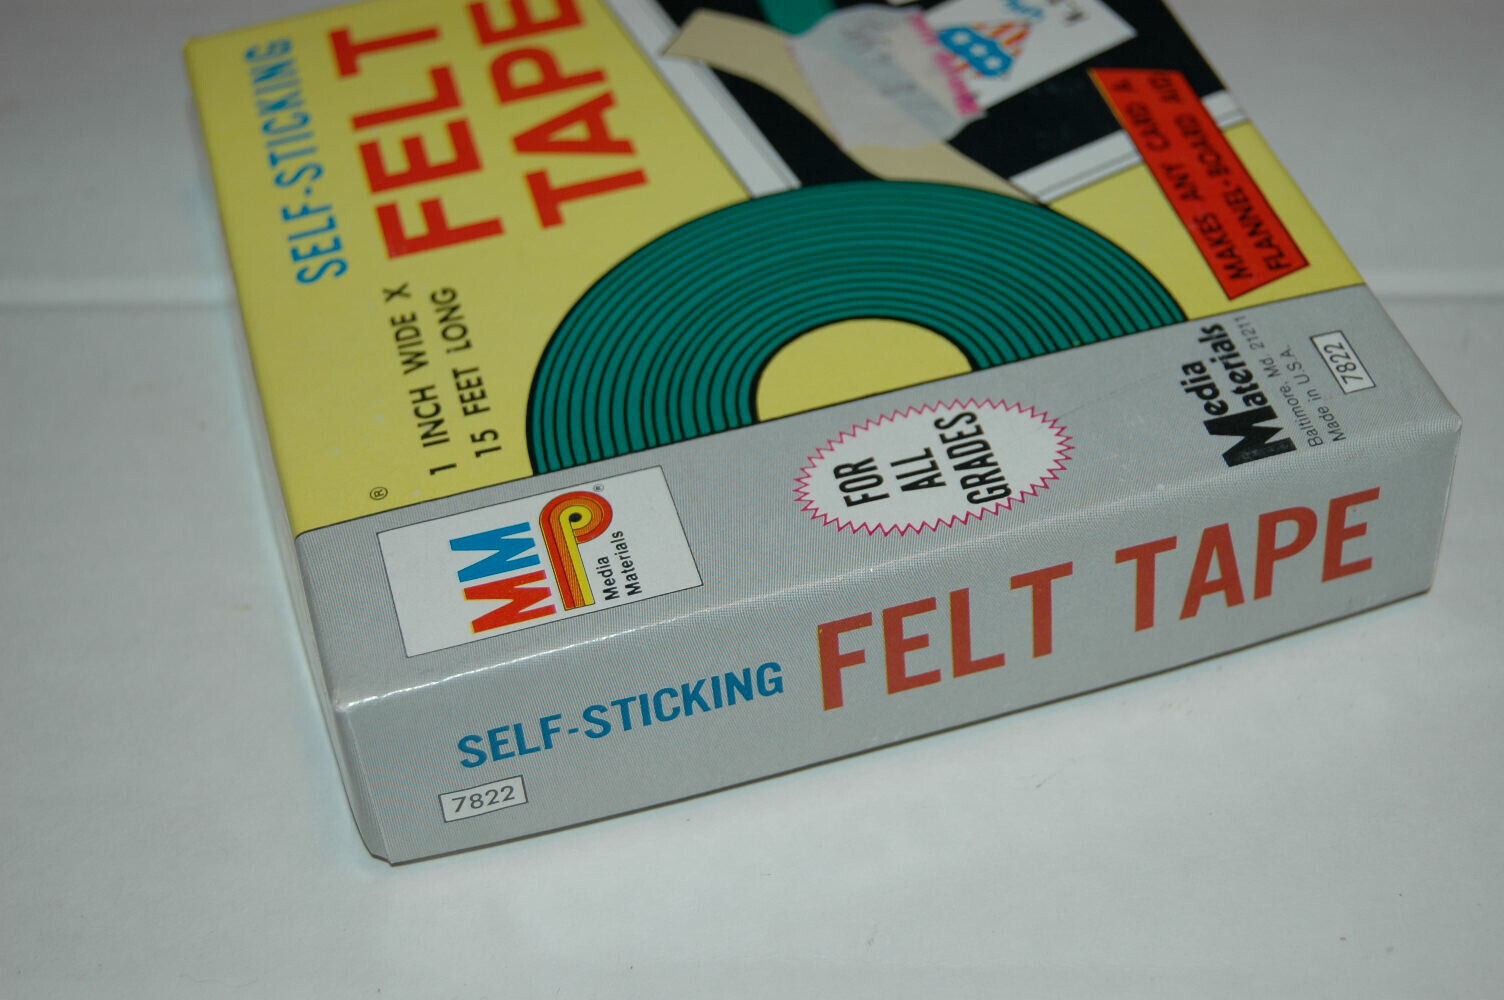 SELF-STICKING
FELT
TAPE
1 INCH WIDE X
15 FEET LONG
MAKES ANY CARD A
FLANNEL-BOARD AID
®
MM
®
Media
Materials
FOR
ALL
GRADES
Media
Materials
Baltimore, Md. 21211
Made in U.S.A.
7822
SELF-STICKING FELT TAPE
7822